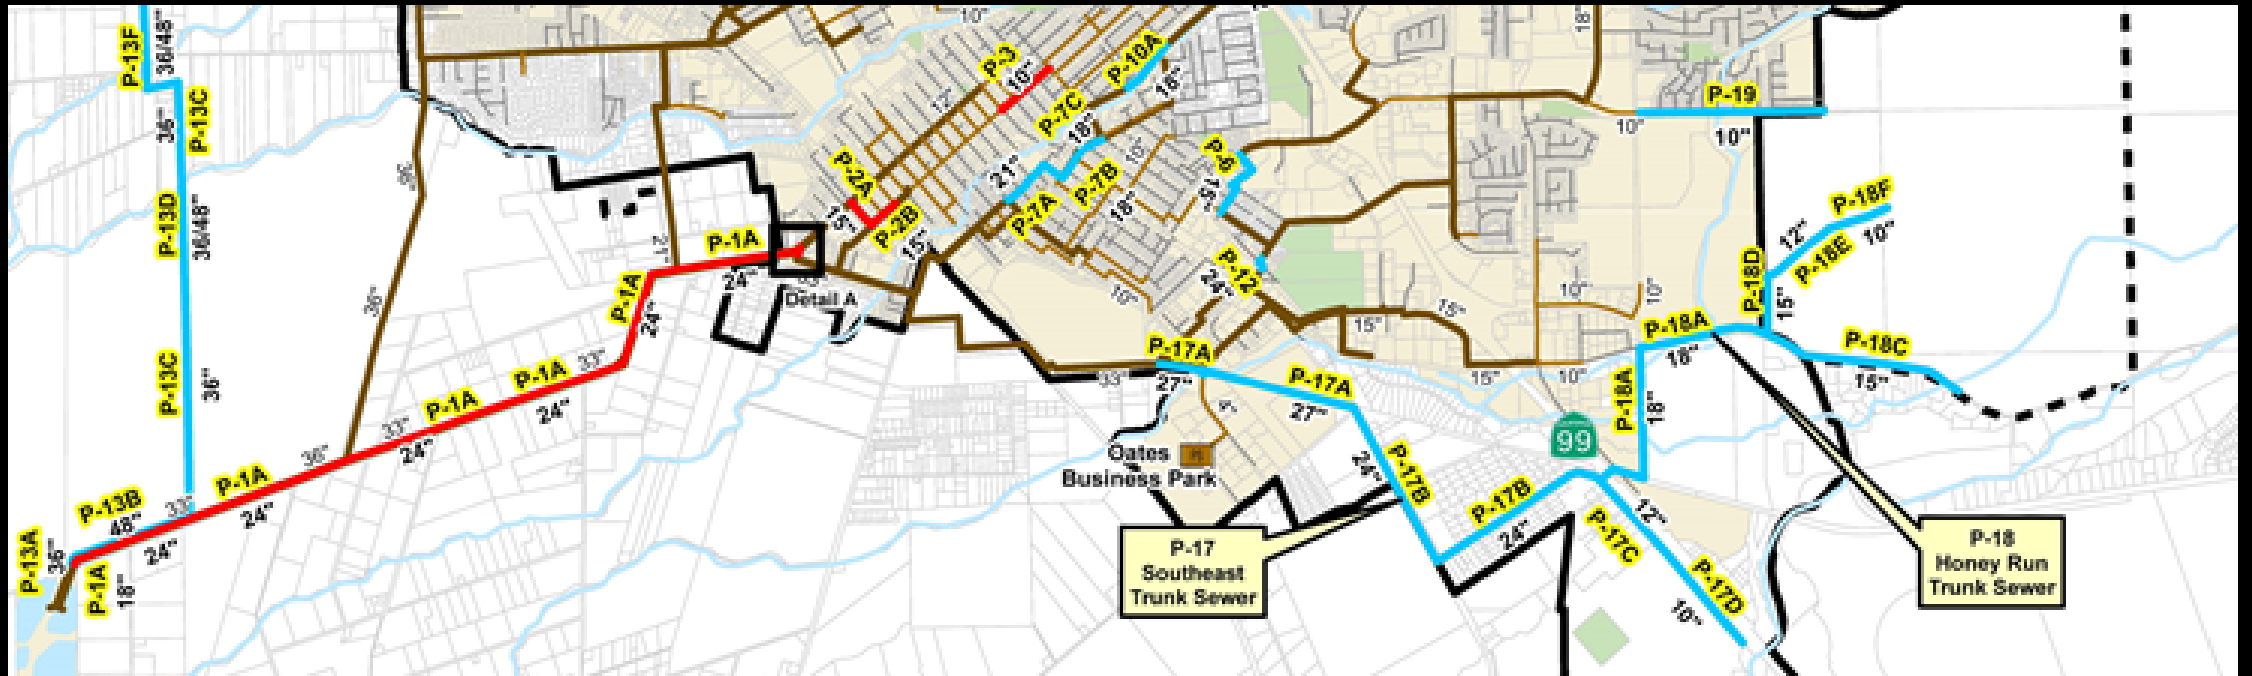 P-13F
36/48"
36"
P-13C
P-13D
36/48"
P-13C
36"
P-13B
48"
33"
P-13A
36"
P-1A
18"
24"
P-1A
24"
36"
33"
24"
36"
36"
P-1A
24"
P-1A
33"
24"
P-1A
24"
21"
P-1A
24"
Detail A
10"
12"
P-3
10"
P-2A
15"
P-2B
15"
P-10A
18"
P-7C
18"
21"
P-7A
P-7B
10"
18"
10"
P-6
15"
P-12
24"
18"
P-19
10"
10"
15"
15"
10"
10"
15"
10"
33"
P-17A
27"
P-17A
27"
Oates
Business Park
24"
P-17B
P-17B
24"
99
12"
P-17C
P-17D
10"
P-17
Southeast
Trunk Sewer
P-18A
18"
P-18A
18"
P-18D
15"
12"
P-18E
P-18F
10"
P-18C
15"
P-18
Honey Run
Trunk Sewer